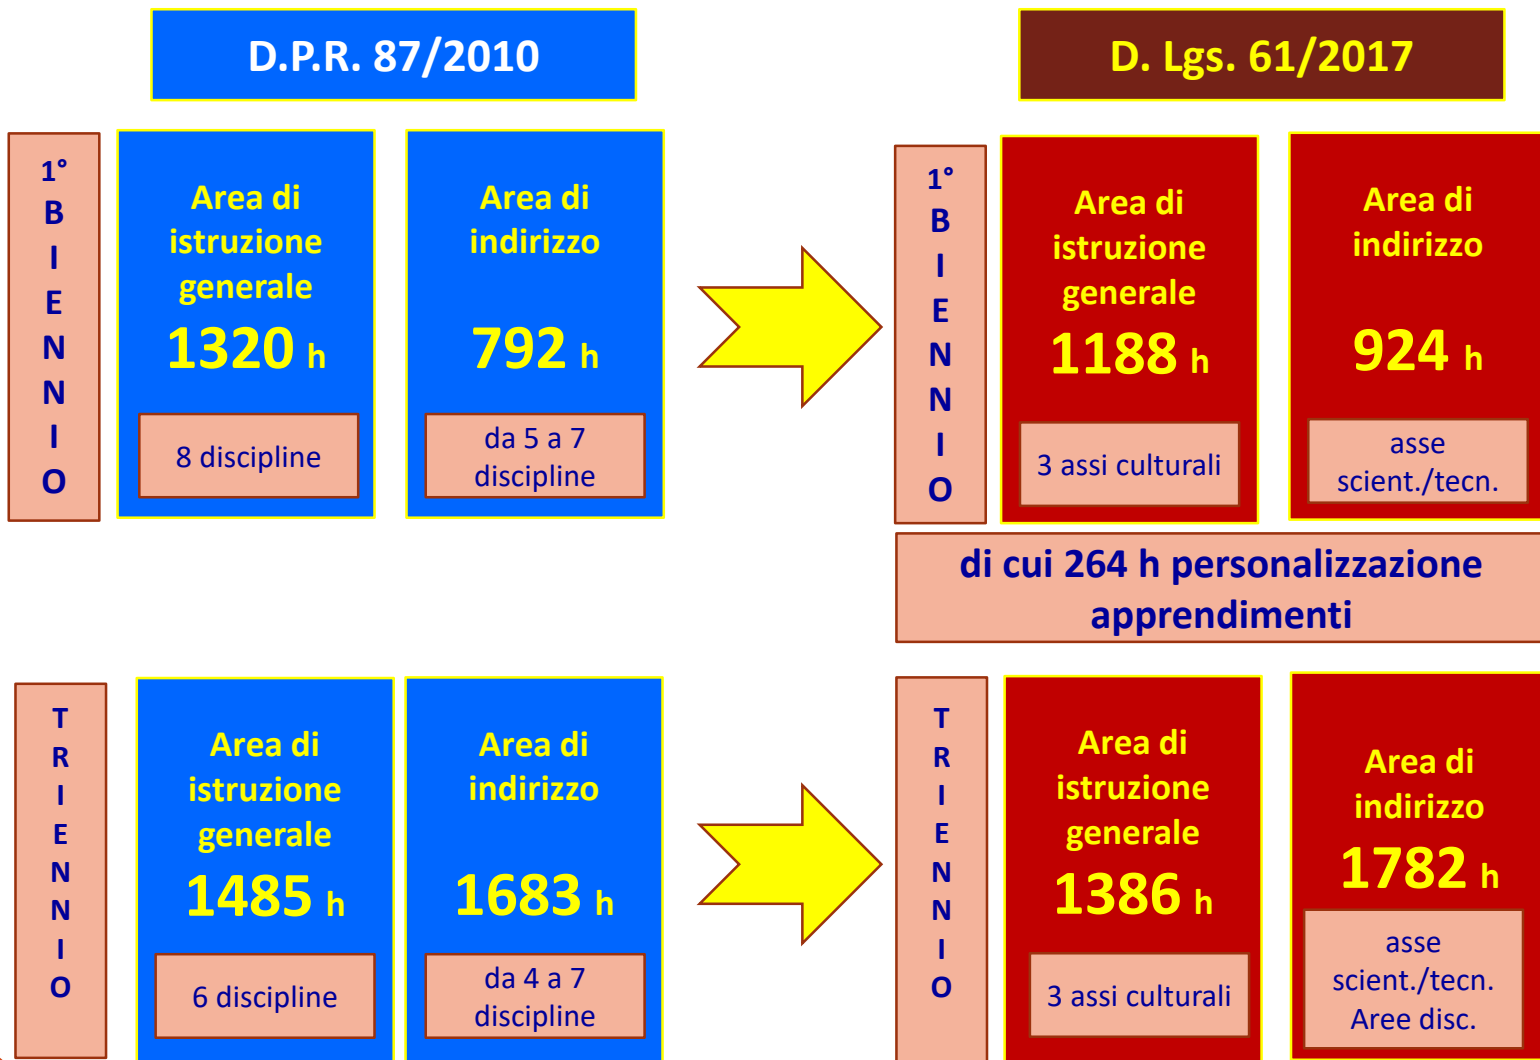 D.P.R. 87/2010
D. Lgs. 61/2017
1°
B
I
E
N
N
I
O
Area di
istruzione
generale
1320 h
8 discipline
Area di
indirizzo
792 h
da 5 a 7
discipline
1°
B
I
E
N
N
I
O
Area di
istruzione
generale
1188 h
3 assi culturali
Area di
indirizzo
924 h
asse
scient./tecn.
di cui 264 h personalizzazione
apprendimenti
T
R
I
E
N
N
I
O
Area di
istruzione
generale
1485 h
6 discipline
Area di
indirizzo
1683 h
da 4 a 7
discipline
T
R
I
E
N
N
I
O
Area di
istruzione
generale
1386 h
3 assi culturali
Area di
indirizzo
1782 h
asse
scient./tecn.
Aree disc.